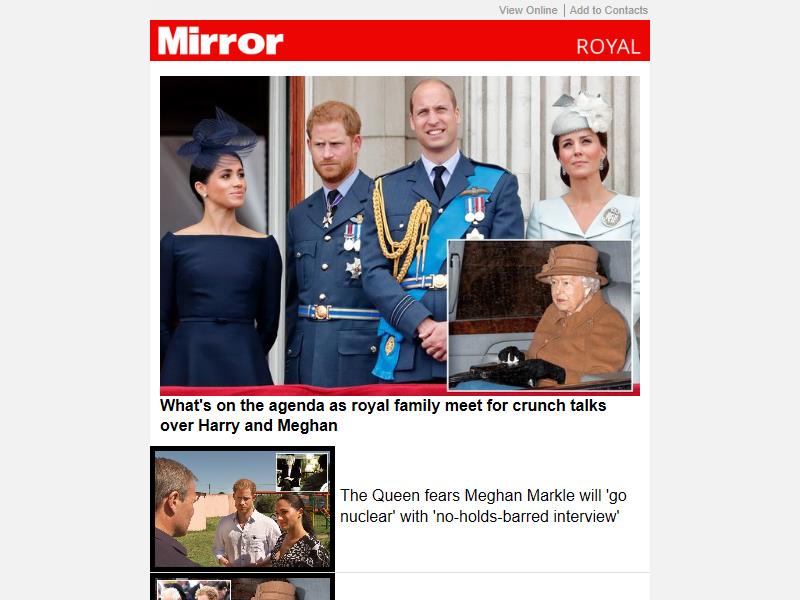 View Online | Add to Contacts
Mirror ROYAL
What's on the agenda as royal family meet for crunch talks
over Harry and Meghan
The Queen fears Meghan Markle will 'go
nuclear' with 'no-holds-barred interview'